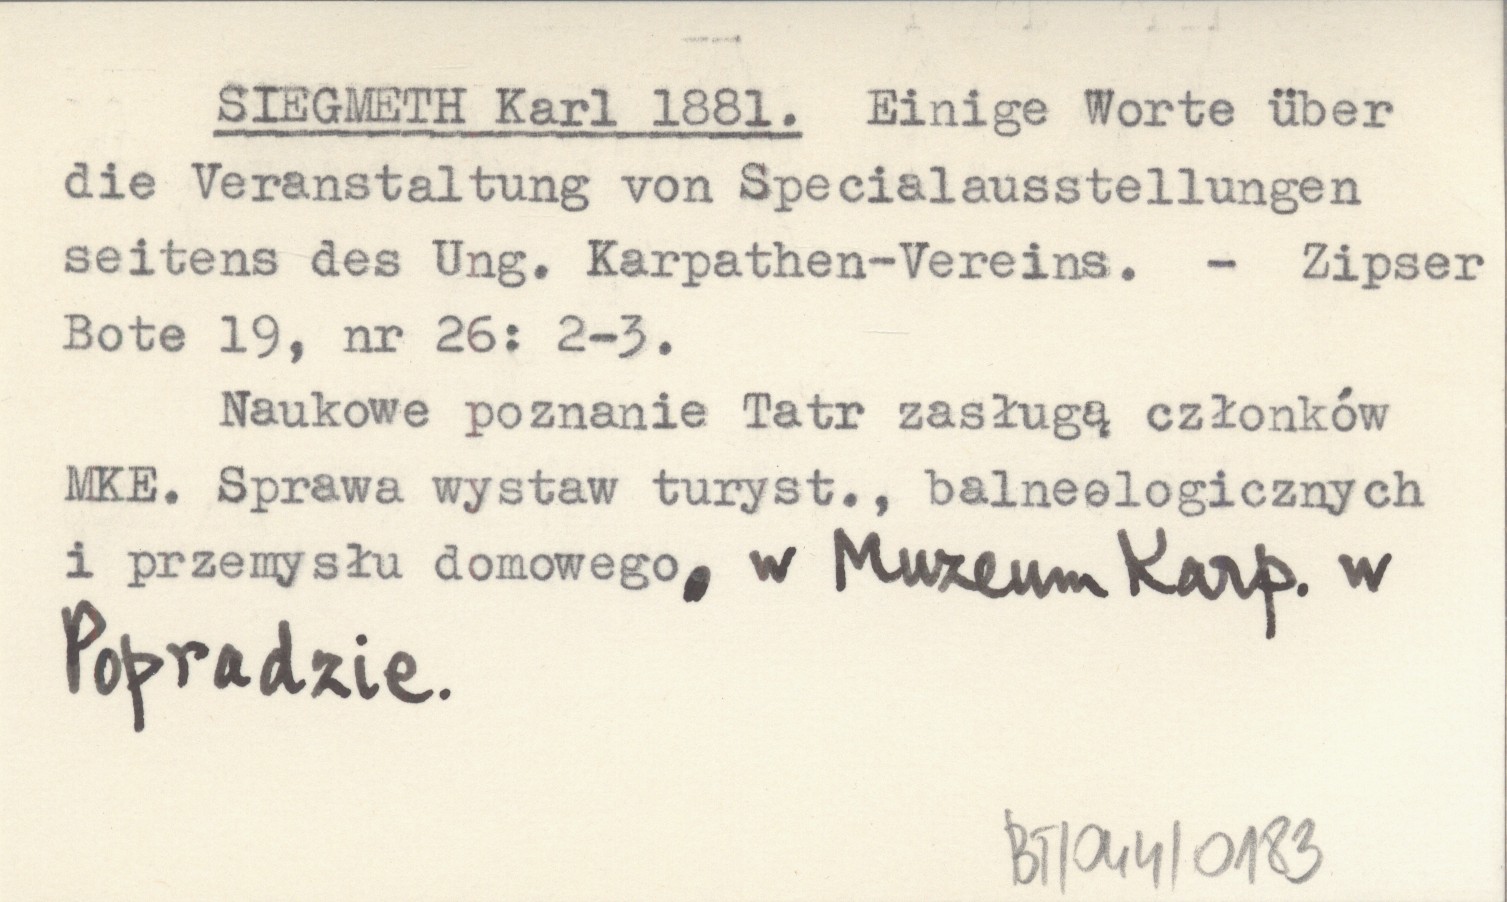 SIEGMETH Karl 1881. Einige Worte über
die Veranstaltung von Specialausstellungen
seitens des Ung. Karpathen-Vereins. - Zipser
Bote 19, nr 26: 2-3.
Naukowe poznanie Tatr zasługą członków
MKE. Sprawa wystaw turyst., balneologicznych
i przemysłu domowego, w Muzeum Karp. w
Popradzie.
BT/044/0183